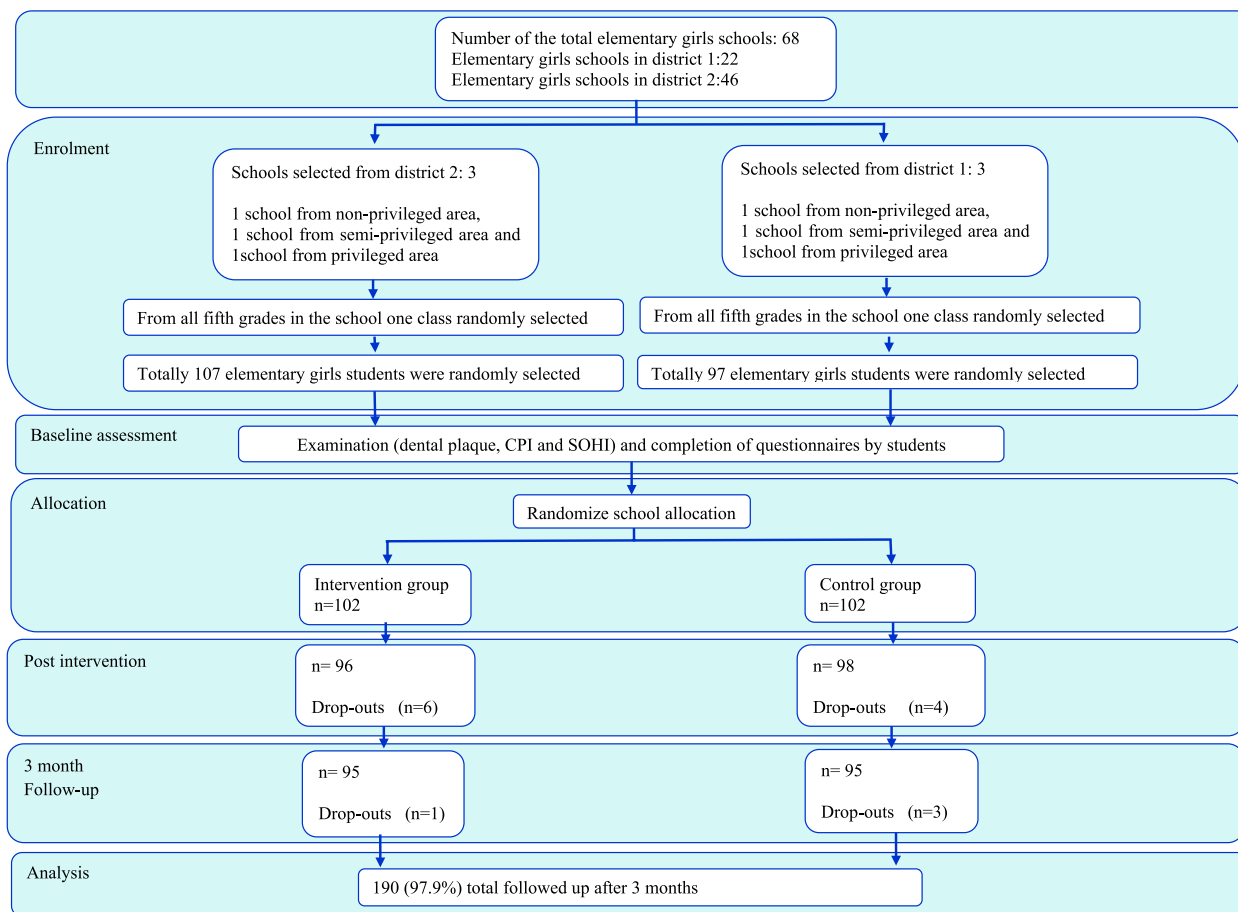 Number of the total elementary girls schools: 68
Elementary girls schools in district 1:22
Elementary girls schools in district 2:46
Enrolment
Schools selected from district 2: 3
1 school from non-privileged area,
1 school from semi-privileged area and
1school from privileged area
Schools selected from district 1: 3
1 school from non-privileged area,
1 school from semi-privileged area and
1school from privileged area
From all fifth grades in the school one class randomly selected
From all fifth grades in the school one class randomly selected
Totally 107 elementary girls students were randomly selected
Totally 97 elementary girls students were randomly selected
Baseline assessment
Examination (dental plaque, CPI and SOHI) and completion of questionnaires by students
Allocation
Randomize school allocation
Intervention group
n=102
Control group
n=102
Post intervention
n= 96
Drop-outs (n=6)
n= 98
Drop-outs (n=4)
3 month
Follow-up
n= 95
Drop-outs (n=1)
n= 95
Drop-outs (n=3)
Analysis
190 (97.9%) total followed up after 3 months